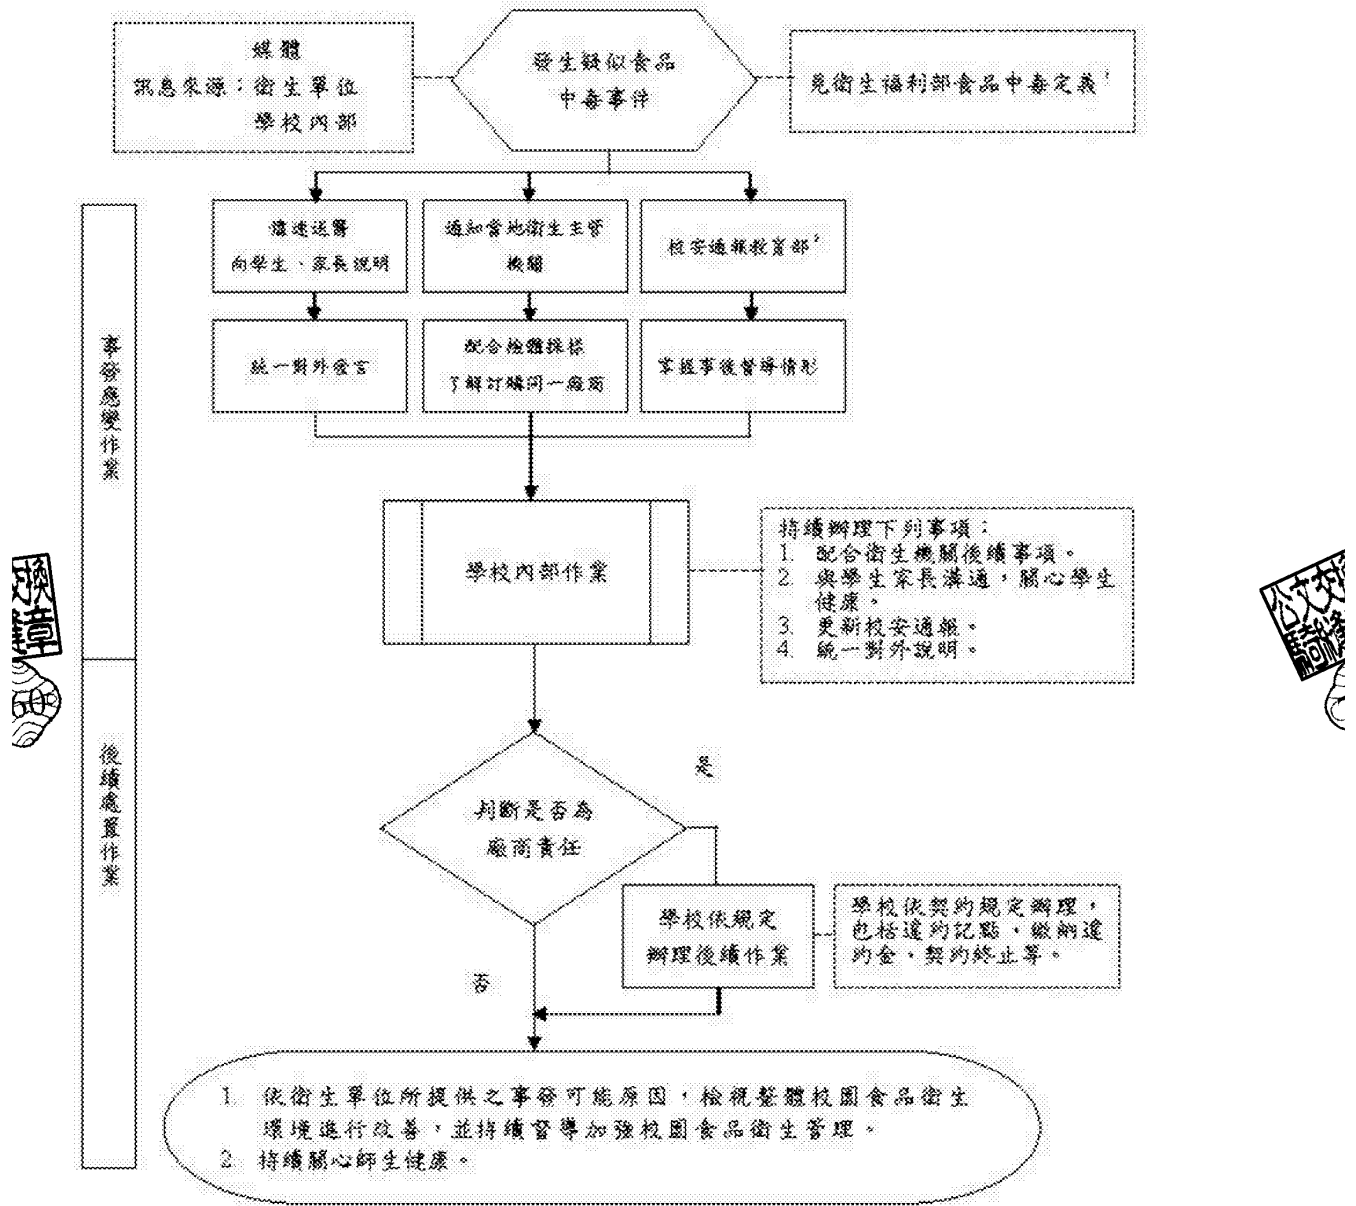 媒體
訊息來源：衛生單位
學校內部
發生疑似食品
中毒事件
見衛生福利部食品中毒定義1
儘速送醫
向學生、家長說明
通知當地衛生主管
機關
校安通報教育部2
統一對外發言
配合檢體採樣
了解訂購同一廠商
掌握事後督導情形
事發應變作業
學校內部作業
持續辦理下列事項：
1. 配合衛生機關後續事項。
2. 與學生家長溝通，關心學生
健康。
3. 更新校安通報。
4. 統一對外說明。
後續處置作業
判斷是否為
廠商責任
是
學校依規定
辦理後續作業
學校依契約規定辦理，
包括違約記點，繳納違
約金、契約終止等。
否
1. 依衛生單位所提供之事發可能原因，檢視整體校園食品衛生
環境進行改善，並持續督導加強校園食品衛生管理。
2. 持續關心師生健康。
換
章
公文交換
騎縫